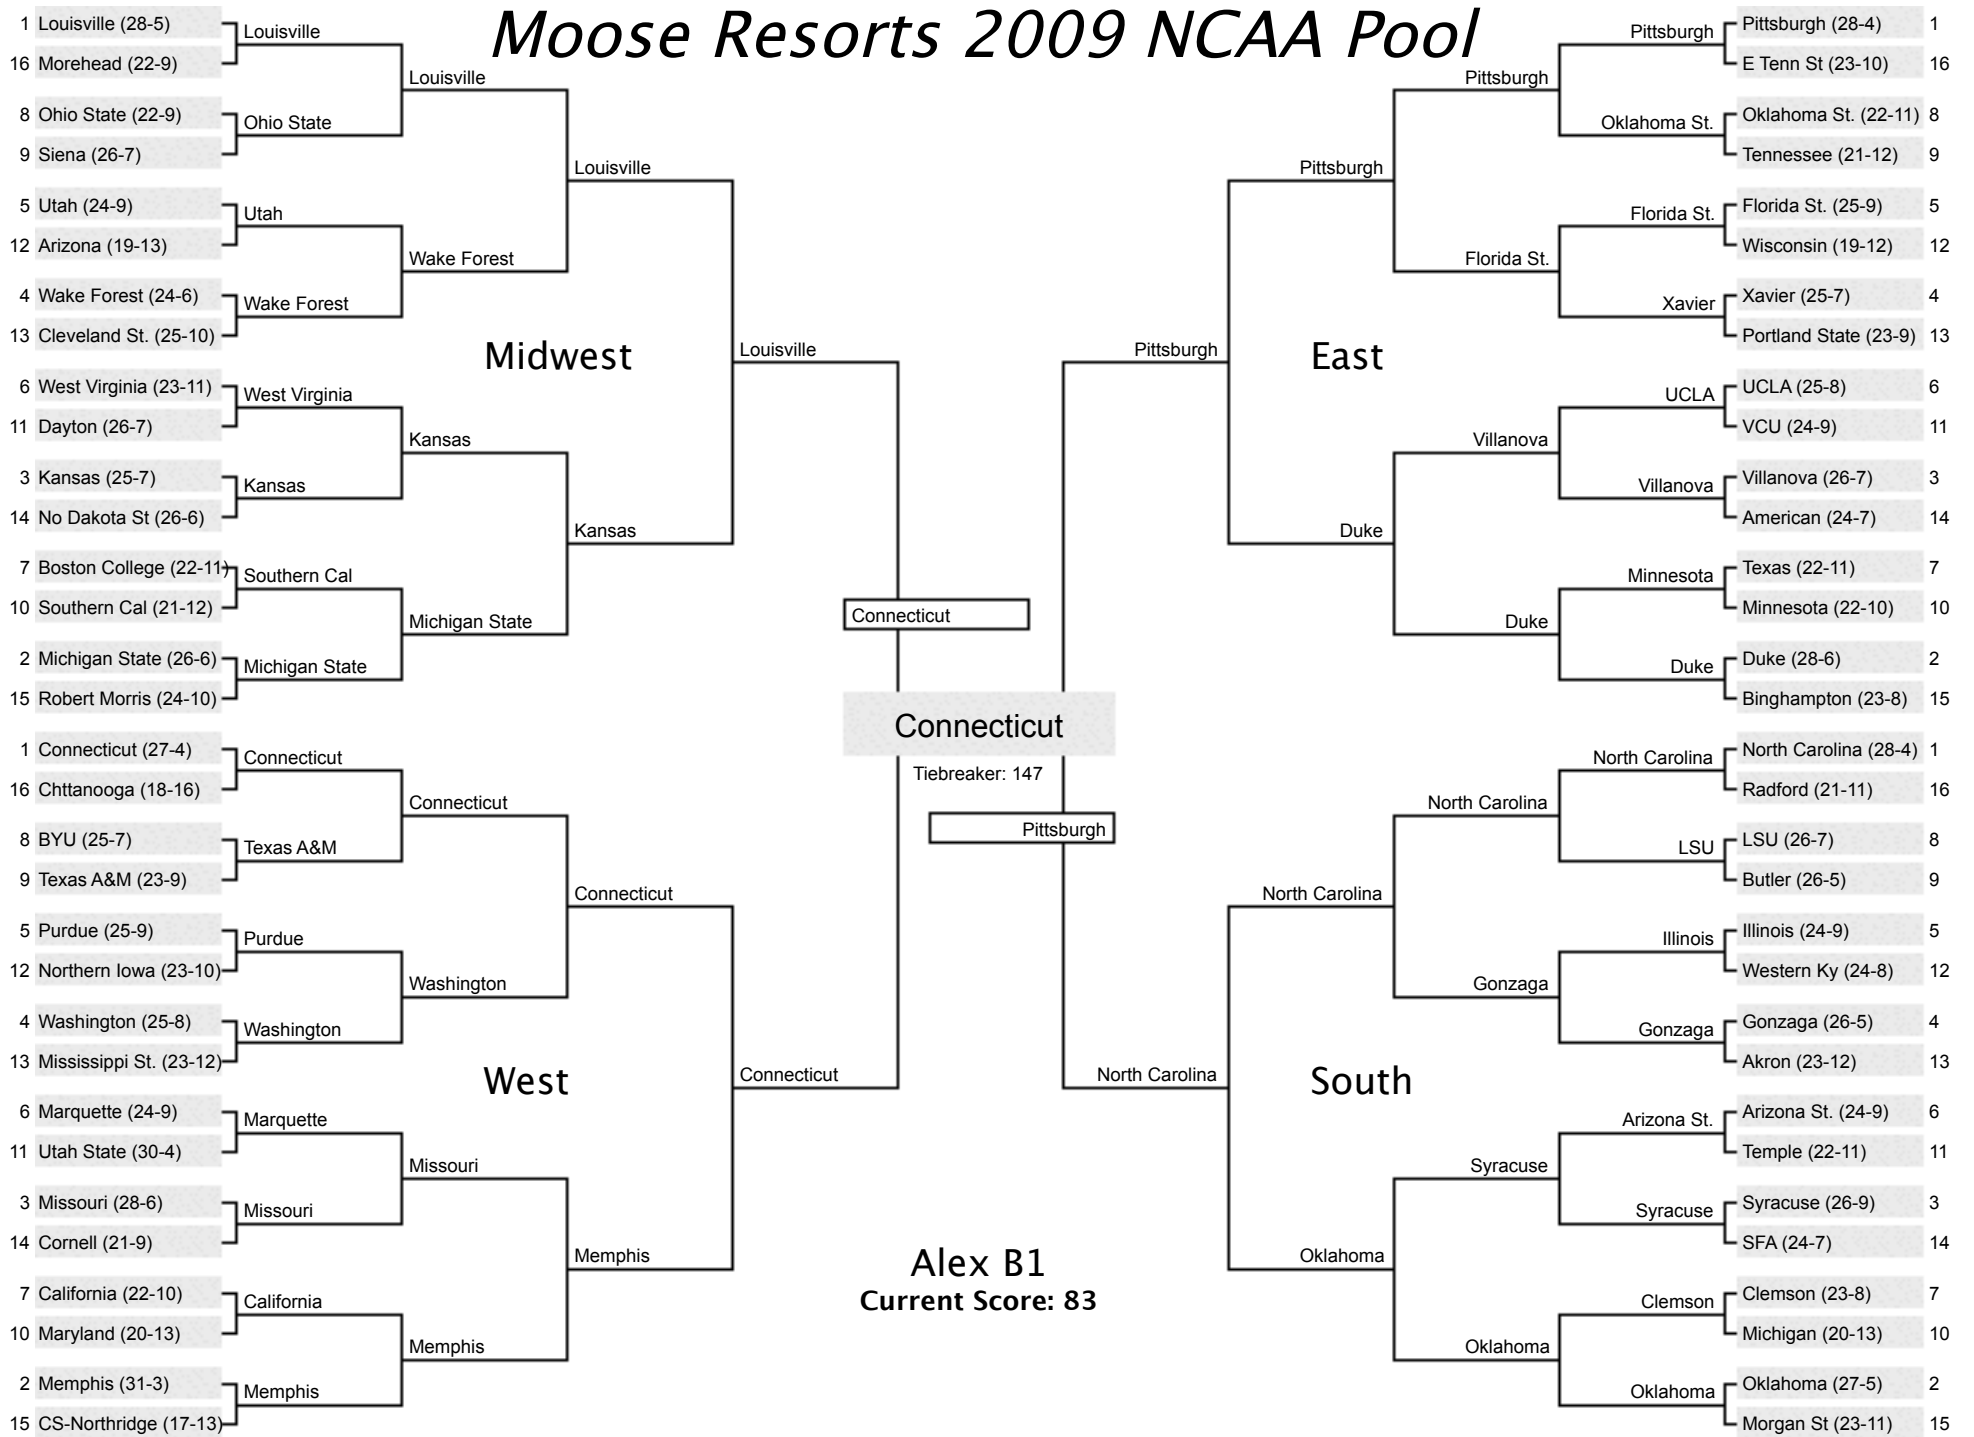 Moose Resorts 2009 NCAA Pool
1 Louisville (28-5)
16 Morehead (22-9)
8 Ohio State (22-9)
9 Siena (26-7)
5 Utah (24-9)
12 Arizona (19-13)
4 Wake Forest (24-6)
13 Cleveland St. (25-10)
6 West Virginia (23-11)
11 Dayton (26-7)
3 Kansas (25-7)
14 No Dakota St (26-6)
7 Boston College (22-11)
10 Southern Cal (21-12)
2 Michigan State (26-6)
15 Robert Morris (24-10)
Louisville
Ohio State
Utah
Wake Forest
West Virginia
Kansas
Southern Cal
Michigan State
Louisville
Wake Forest
Kansas
Michigan State
Louisville
Kansas
Louisville
Midwest
1 Connecticut (27-4)
16 Chttanooga (18-16)
8 BYU (25-7)
9 Texas A&M (23-9)
5 Purdue (25-9)
12 Northern Iowa (23-10)
4 Washington (25-8)
13 Mississippi St. (23-12)
6 Marquette (24-9)
11 Utah State (30-4)
3 Missouri (28-6)
14 Cornell (21-9)
7 California (22-10)
10 Maryland (20-13)
2 Memphis (31-3)
15 CS-Northridge (17-13)
Connecticut
Texas A&M
Purdue
Washington
Marquette
Missouri
California
Memphis
Connecticut
Washington
Missouri
Memphis
Connecticut
Memphis
Connecticut
West
Connecticut
Connecticut
Tiebreaker: 147
Pittsburgh
Alex B1
Current Score: 83
Pittsburgh (28-4) 1
E Tenn St (23-10) 16
Oklahoma St. (22-11) 8
Tennessee (21-12) 9
Florida St. (25-9) 5
Wisconsin (19-12) 12
Xavier (25-7) 4
Portland State (23-9) 13
UCLA (25-8) 6
VCU (24-9) 11
Villanova (26-7) 3
American (24-7) 14
Texas (22-11) 7
Minnesota (22-10) 10
Duke (28-6) 2
Binghampton (23-8) 15
Pittsburgh
Oklahoma St.
Florida St.
Xavier
UCLA
Villanova
Minnesota
Duke
Pittsburgh
Florida St.
Villanova
Duke
Pittsburgh
Duke
Pittsburgh
East
North Carolina (28-4) 1
Radford (21-11) 16
LSU (26-7) 8
Butler (26-5) 9
Illinois (24-9) 5
Western Ky (24-8) 12
Gonzaga (26-5) 4
Akron (23-12) 13
Arizona St. (24-9) 6
Temple (22-11) 11
Syracuse (26-9) 3
SFA (24-7) 14
Clemson (23-8) 7
Michigan (20-13) 10
Oklahoma (27-5) 2
Morgan St (23-11) 15
North Carolina
LSU
Illinois
Gonzaga
Arizona St.
Syracuse
Clemson
Oklahoma
North Carolina
Gonzaga
Syracuse
Oklahoma
North Carolina
Oklahoma
North Carolina
South